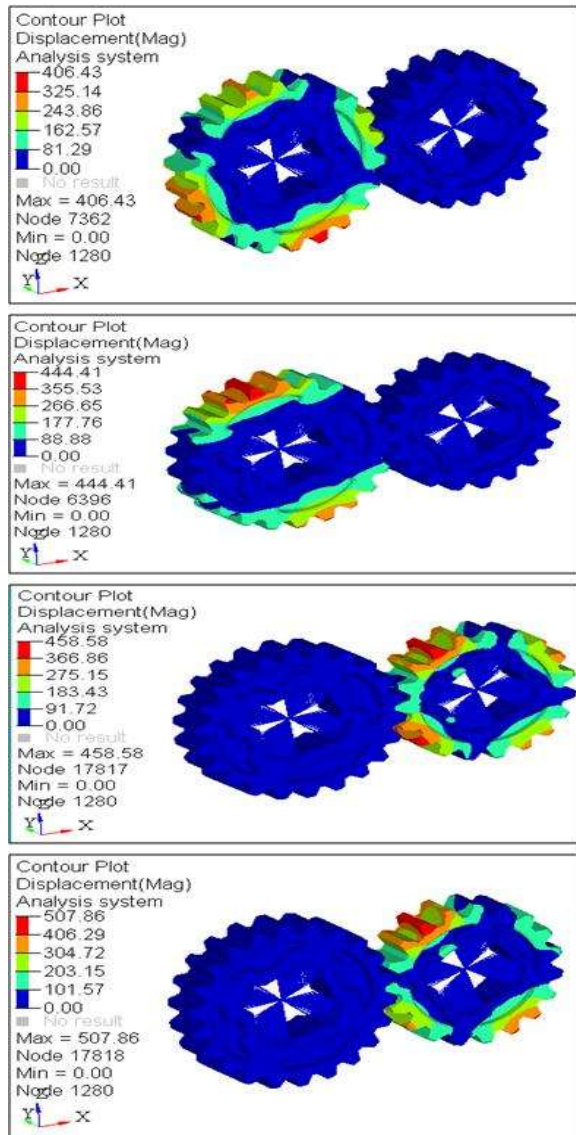 Contour Plot
Displacement(Mag)
Analysis system
406.43
325.14
243.86
162.57
81.29
0.00
No result
Max = 406.43
Node 7362
Min = 0.00
Node 1280
Y X
Contour Plot
Displacement(Mag)
Analysis system
444.41
355.53
266.65
177.76
88.88
0.00
No result
Max = 444.41
Node 6396
Min = 0.00
Node 1280
Y X
Contour Plot
Displacement(Mag)
Analysis system
458.58
366.86
275.15
183.43
91.72
0.00
No result
Max = 458.58
Node 17817
Min = 0.00
Node 1280
Y X
Contour Plot
Displacement(Mag)
Analysis system
507.86
406.29
304.72
203.15
101.57
0.00
No result
Max = 507.86
Node 17818
Min = 0.00
Node 1280
Y X